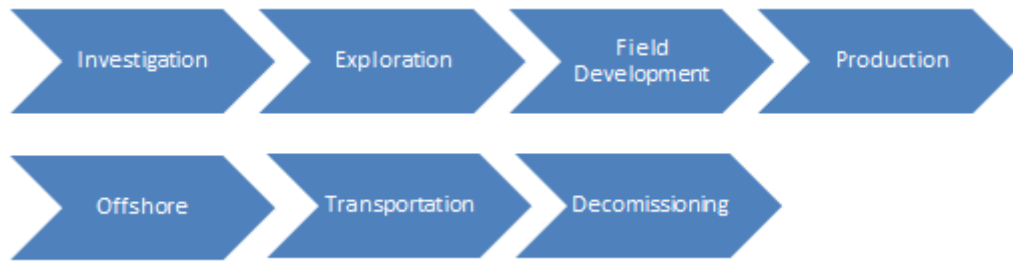 Investigation
Exploration
Field
Development
Production
Offshore
Transportation
Decomissioning